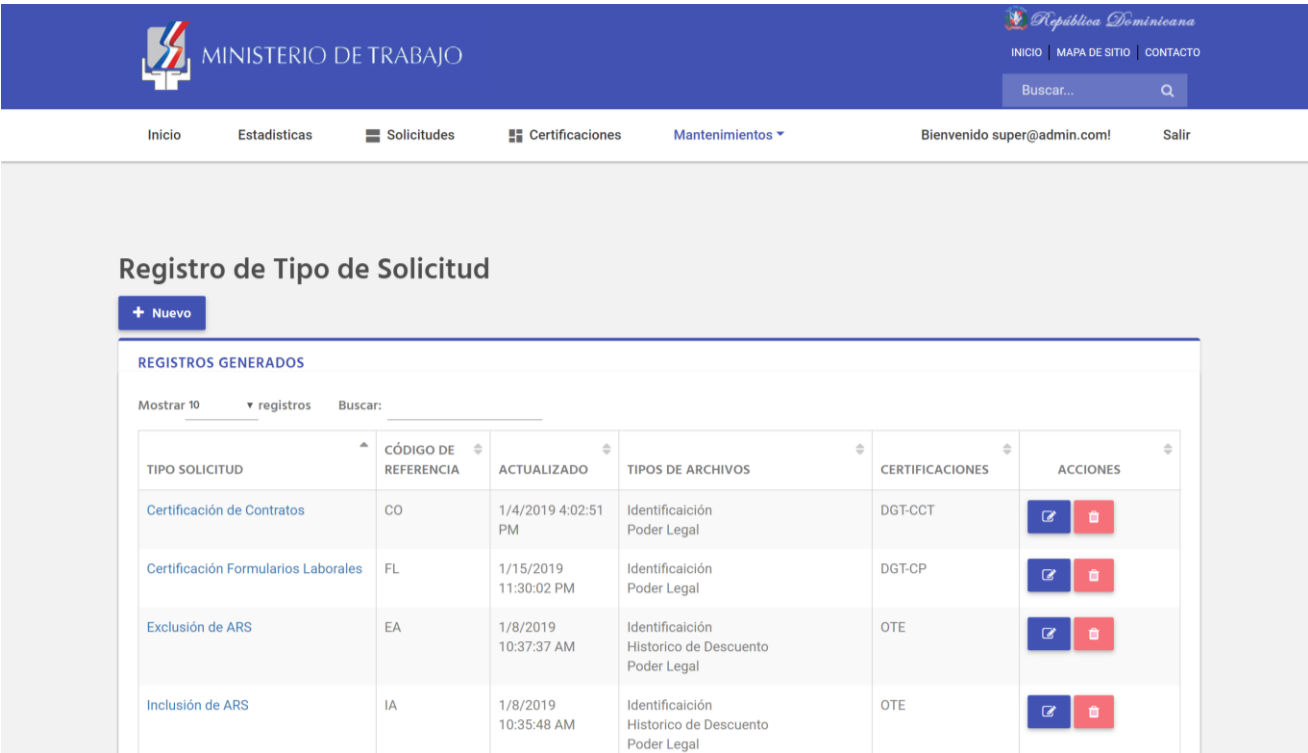 República Dominicana
MINISTERIO DE TRABAJO
INICIO MAPA DE SITIO CONTACTO
Buscar...
Inicio Estadisticas Solicitudes Certificaciones Mantenimientos Bienvenido super@admin.com! Salir
Registro de Tipo de Solicitud
+ Nuevo
REGISTROS GENERADOS
Mostrar 10 registros Buscar:
TIPO SOLICITUD CÓDIGO DE REFERENCIA ACTUALIZADO TIPOS DE ARCHIVOS CERTIFICACIONES ACCIONES
Certificación de Contratos CO 1/4/2019 4:02:51 Identificaición DGT-CCT
PM Poder Legal
Certificación Formularios Laborales FL 1/15/2019 Identificaición DGT-CP
11:30:02 PM Poder Legal
Exclusión de ARS EA 1/8/2019 Identificaición OTE
10:37:37 AM Historico de Descuento
Poder Legal
Inclusión de ARS IA 1/8/2019 Identificaición OTE
10:35:48 AM Historico de Descuento
Poder Legal